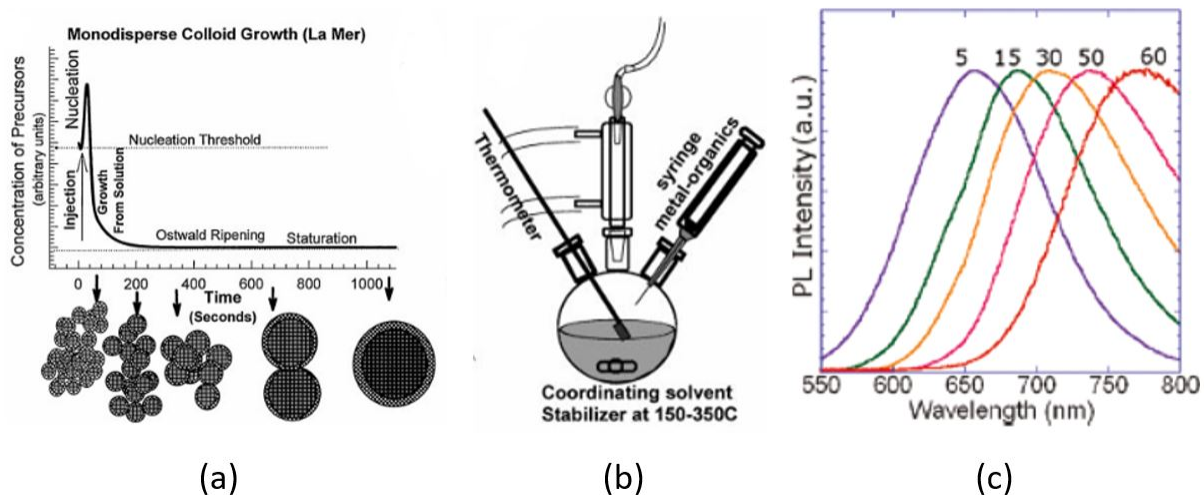 Monodisperse Colloid Growth (La Mer)
Concentration of Precursors
(arbitrary units)
Nucleation
Nucleation Threshold
Injection
Growth
From Solution
Ostwald Ripening
Staturation
0 200 400 600 800 1000
Time
(Seconds)
Thermometer
syringe
metal-organics
Coordinating solvent
Stabilizer at 150-350C
PL Intensity (a.u.)
5 15 30 50 60
550 600 650 700 750 800
Wavelength (nm)
(a)
(b)
(c)